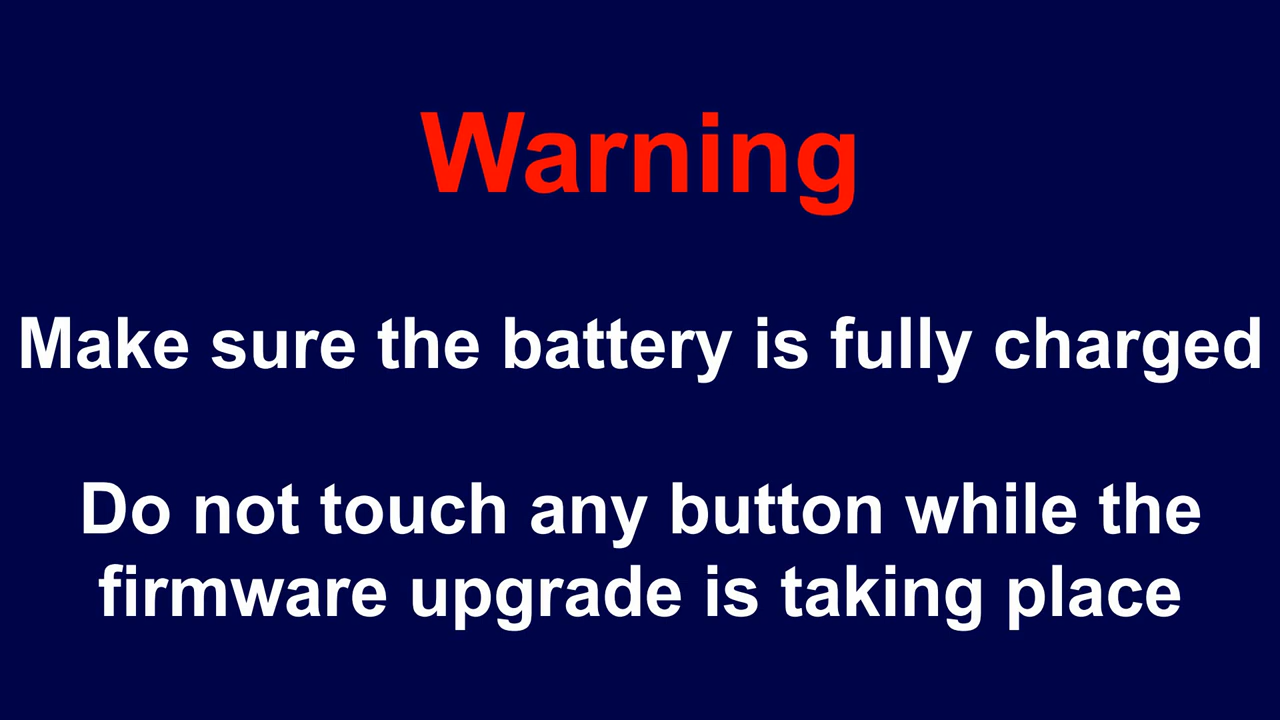 Warning
Make sure the battery is fully charged
Do not touch any button while the
firmware upgrade is taking place